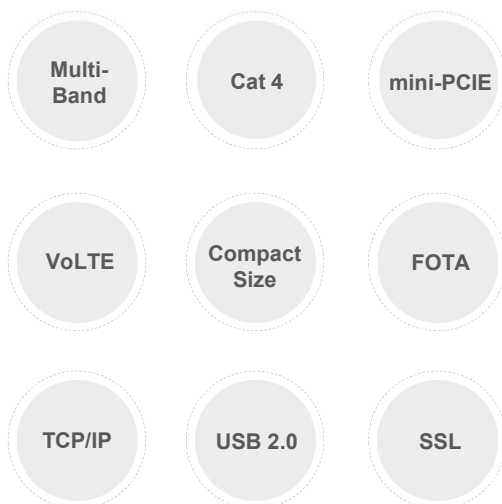 Multi-
Band
Cat 4
mini-PCIE
VoLTE
Compact
Size
FOTA
TCP/IP
USB 2.0
SSL